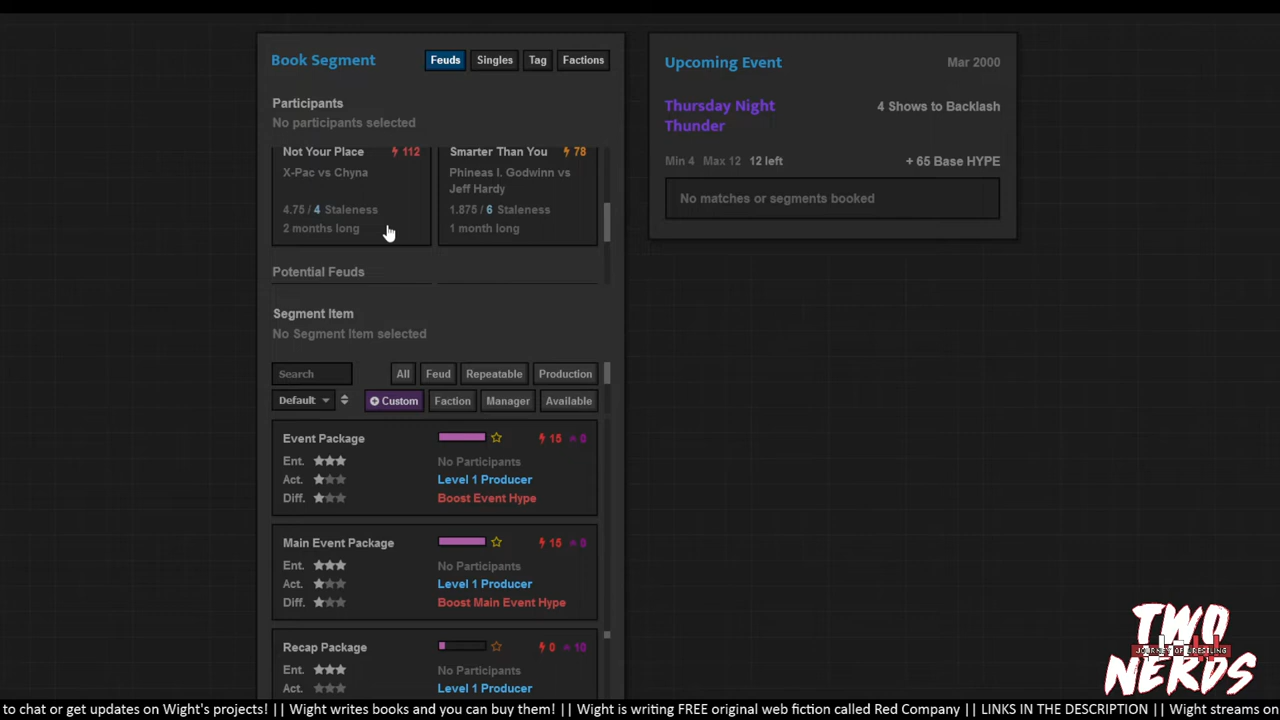 Book Segment Feuds Singles Tag Factions
Participants
No participants selected
Not Your Place 112
X-Pac vs Chyna
4.75 / 4 Staleness
2 months long
Smarter Than You 78
Phineas I. Godwinn vs
Jeff Hardy
1.875 / 6 Staleness
1 month long
Potential Feuds
Segment Item
No Segment Item selected
Search All Feud Repeatable Production
Default Custom Faction Manager Available
Event Package 15 0
Ent. No Participants
Act. Level 1 Producer
Diff. Boost Event Hype
Main Event Package 15 0
Ent. No Participants
Act. Level 1 Producer
Diff. Boost Main Event Hype
Recap Package 0 10
Ent. No Participants
Act. Level 1 Producer
Upcoming Event Mar 2000
Thursday Night
Thunder
4 Shows to Backlash
Min 4 Max 12 12 left + 65 Base HYPE
No matches or segments booked
TWO
JOURNEY OF WRESTLING
NERDS
to chat or get updates on Wight's projects! || Wight writes books and you can buy them! || Wight is writing FREE original web fiction called Red Company || LINKS IN THE DESCRIPTION || Wight streams on